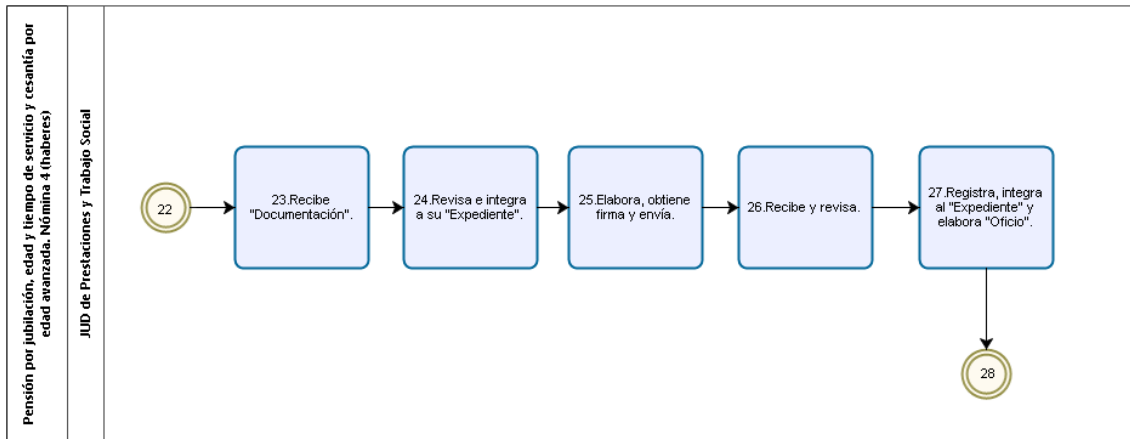 Pensión por jubilación, edad y tiempo de servicio y cesantía por
edad avanzada. Nómina 4 (haberes)
JUD de Prestaciones y Trabajo Social
22
23.Recibe
"Documentación".
24.Revisa e integra
a su "Expediente".
25.Elabora, obtiene
firma y envía.
26.Recibe y revisa.
27.Registra, integra
al "Expediente" y
elabora "Oficio".
28